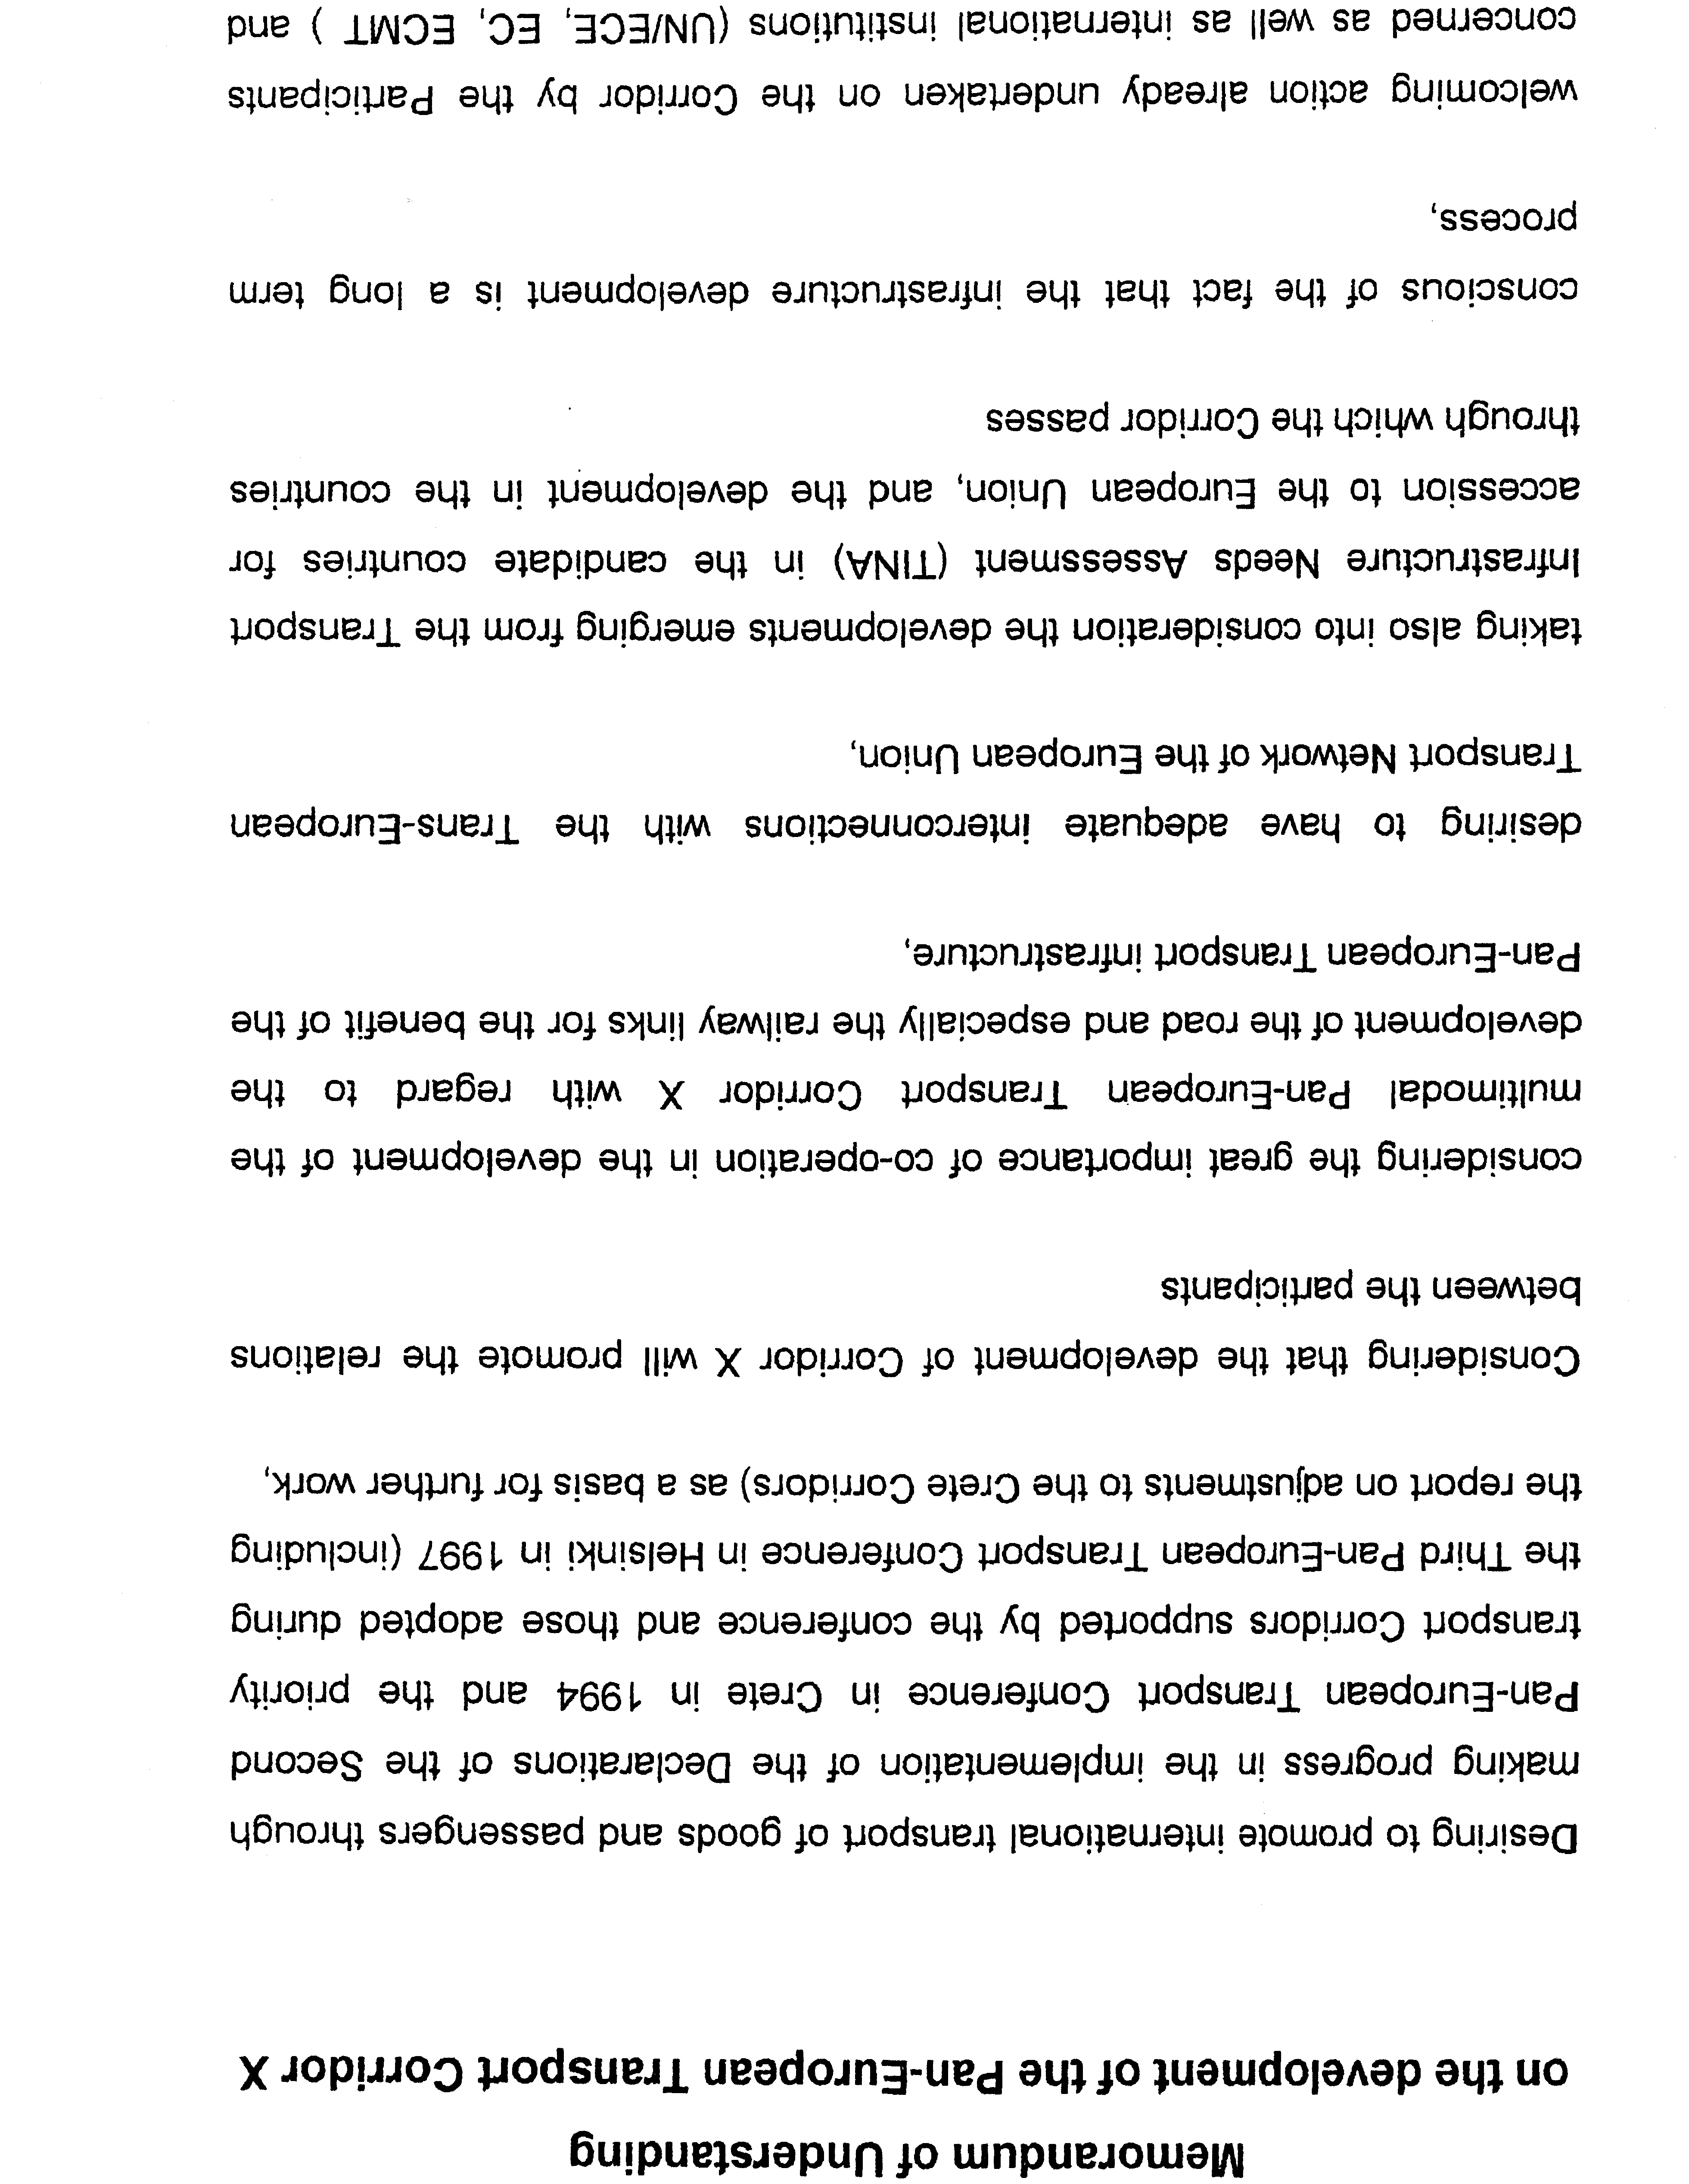 Memorandum of Understanding
on the development of the Pan-European Transport Corridor X
Desiring to promote international transport of goods and passengers through
making progress in the implementation of the Declarations of the Second
Pan-European Transport Conference in Crete in 1994 and the priority
transport Corridors supported by the conference and those adopted during
the Third Pan-European Transport Conference in Helsinki in 1997 (including
the report on adjustments to the Crete Corridors) as a basis for further work,
Considering that the development of Corridor X will promote the relations
between the participants
considering the great importance of co-operation in the development of the
multimodal Pan-European Transport Corridor X with regard to the
development of the road and especially the railway links for the benefit of the
Pan-European Transport infrastructure,
desiring to have adequate interconnections with the Trans-European
Transport Network of the European Union,
taking also into consideration the developments emerging from the Transport
Infrastructure Needs Assessment (TINA) in the candidate countries for
accession to the European Union, and the development in the countries
through which the Corridor passes
conscious of the fact that the infrastructure development is a long term
process,
welcoming action already undertaken on the Corridor by the Participants
concerned as well as international institutions (UN/ECE, EC, ECMT ) and